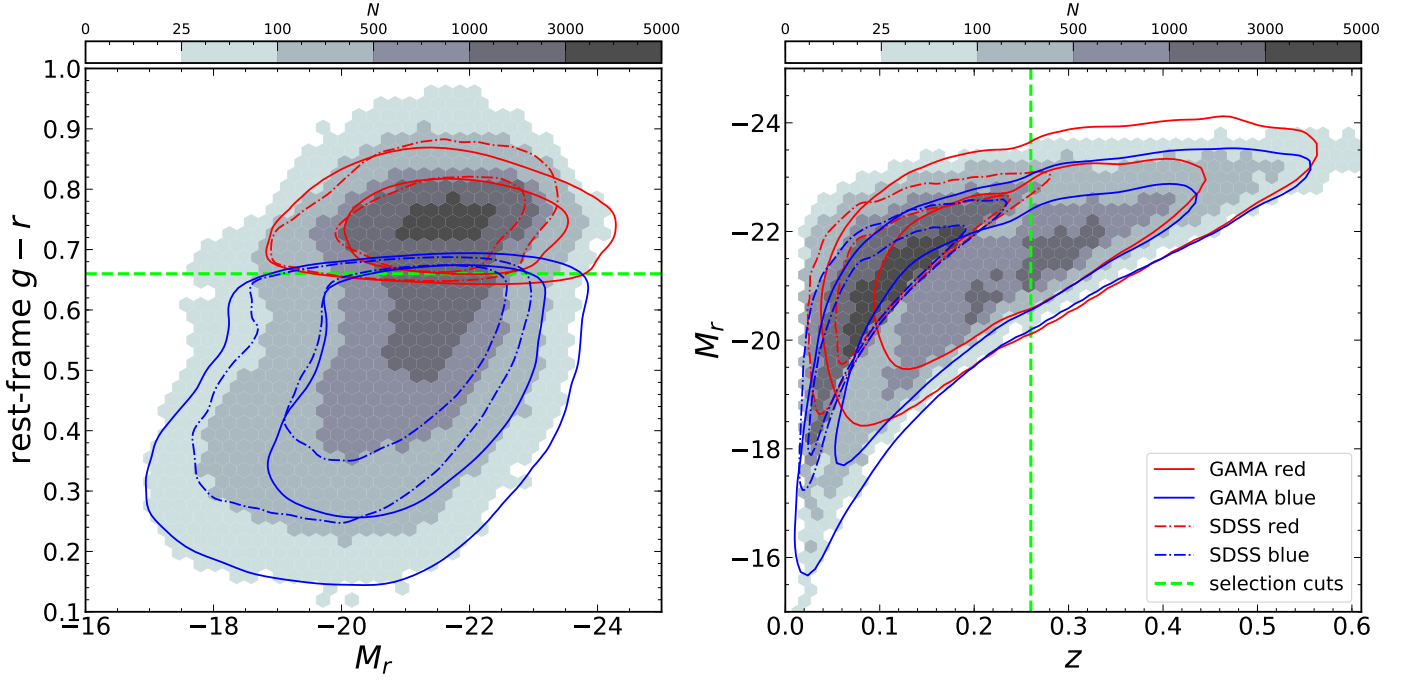 N
0 25 100 500 1000 3000 5000
1.0
0.9
0.8
0.7
0.6
0.5
0.4
0.3
0.2
0.1
rest-frame g − r
−16 −18 −20 −22 −24
M_r
N
0 25 100 500 1000 3000 5000
−24
−22
−20
−18
−16
M_r
GAMA red
GAMA blue
SDSS red
SDSS blue
selection cuts
0.0 0.1 0.2 0.3 0.4 0.5 0.6
z